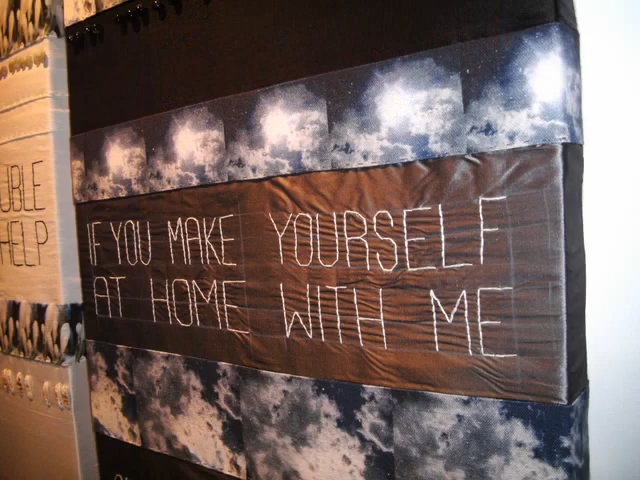 UBLE
HELP
IF YOU MAKE YOURSELF
AT HOME WITH ME